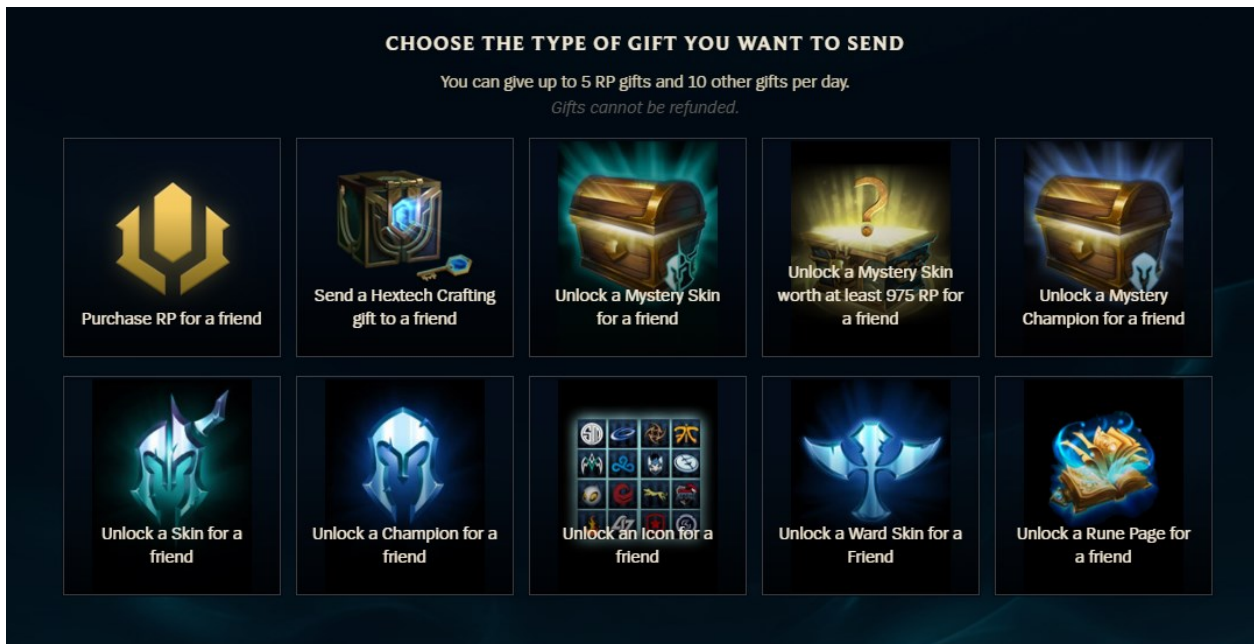 CHOOSE THE TYPE OF GIFT YOU WANT TO SEND
You can give up to 5 RP gifts and 10 other gifts per day.
Gifts cannot be refunded.
Purchase RP for a friend
Send a Hextech Crafting
gift to a friend
Unlock a Mystery Skin
for a friend
?
Unlock a Mystery Skin
worth at least 975 RP for
a friend
Unlock a Mystery
Champion for a friend
Unlock a Skin for a
friend
Unlock a Champion for a
friend
Unlock an Icon for a
friend
Unlock a Ward Skin for a
Friend
Unlock a Rune Page for
a friend